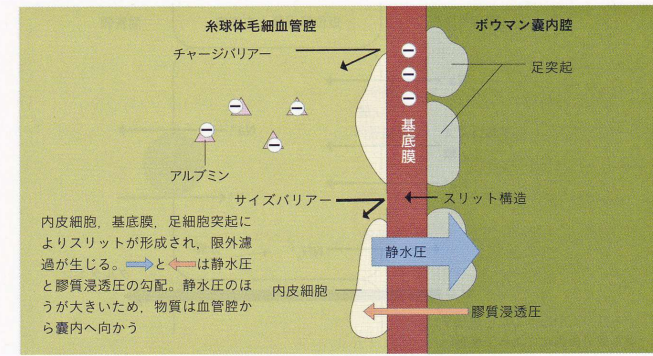 糸球体毛細血管腔
ボウマン嚢内腔
チャージバリアー
足突起
基底膜
アルブミン
サイズバリアー
スリット構造
内皮細胞,基底膜,足細胞突起に
よりスリットが形成され,限外濾
過が生じる。と は静水圧
と膠質浸透圧の勾配。静水圧のほ
うが大きいため,物質は血管腔か
ら嚢内へ向かう
静水圧
内皮細胞
膠質浸透圧